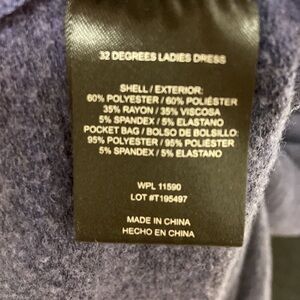 32 DEGREES LADIES DRESS
SHELL / EXTERIOR:
60% POLYESTER / 60% POLIÉSTER
35% RAYON / 35% VISCOSA
5% SPANDEX / 5% ELASTANO
POCKET BAG / BOLSO DE BOLSILLO:
95% POLYESTER / 95% POLIÉSTER
5% SPANDEX / 5% ELASTANO
WPL 11590
LOT #T195497
MADE IN CHINA
HECHO EN CHINA